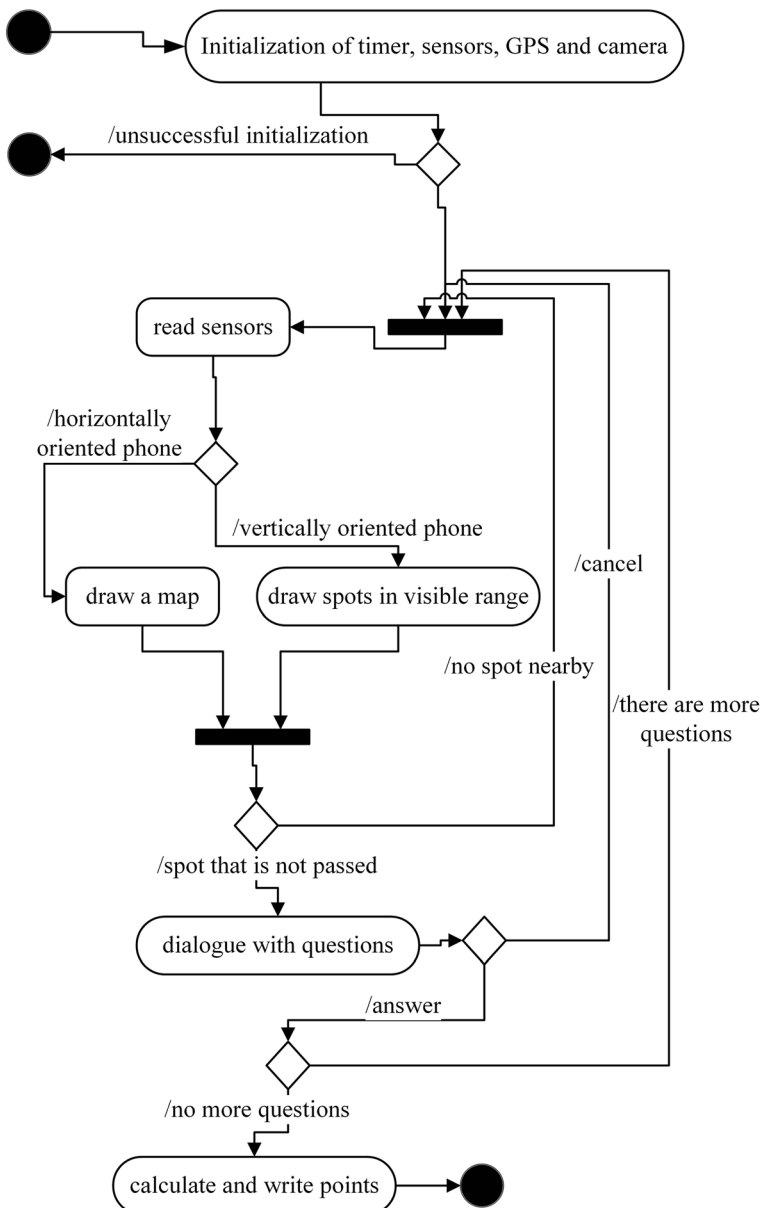 Initialization of timer, sensors, GPS and camera
/unsuccessful initialization
read sensors
/horizontally
oriented phone
/vertically oriented phone
/cancel
draw a map
draw spots in visible range
/no spot nearby
/there are more
questions
/spot that is not passed
dialogue with questions
/answer
/no more questions
calculate and write points